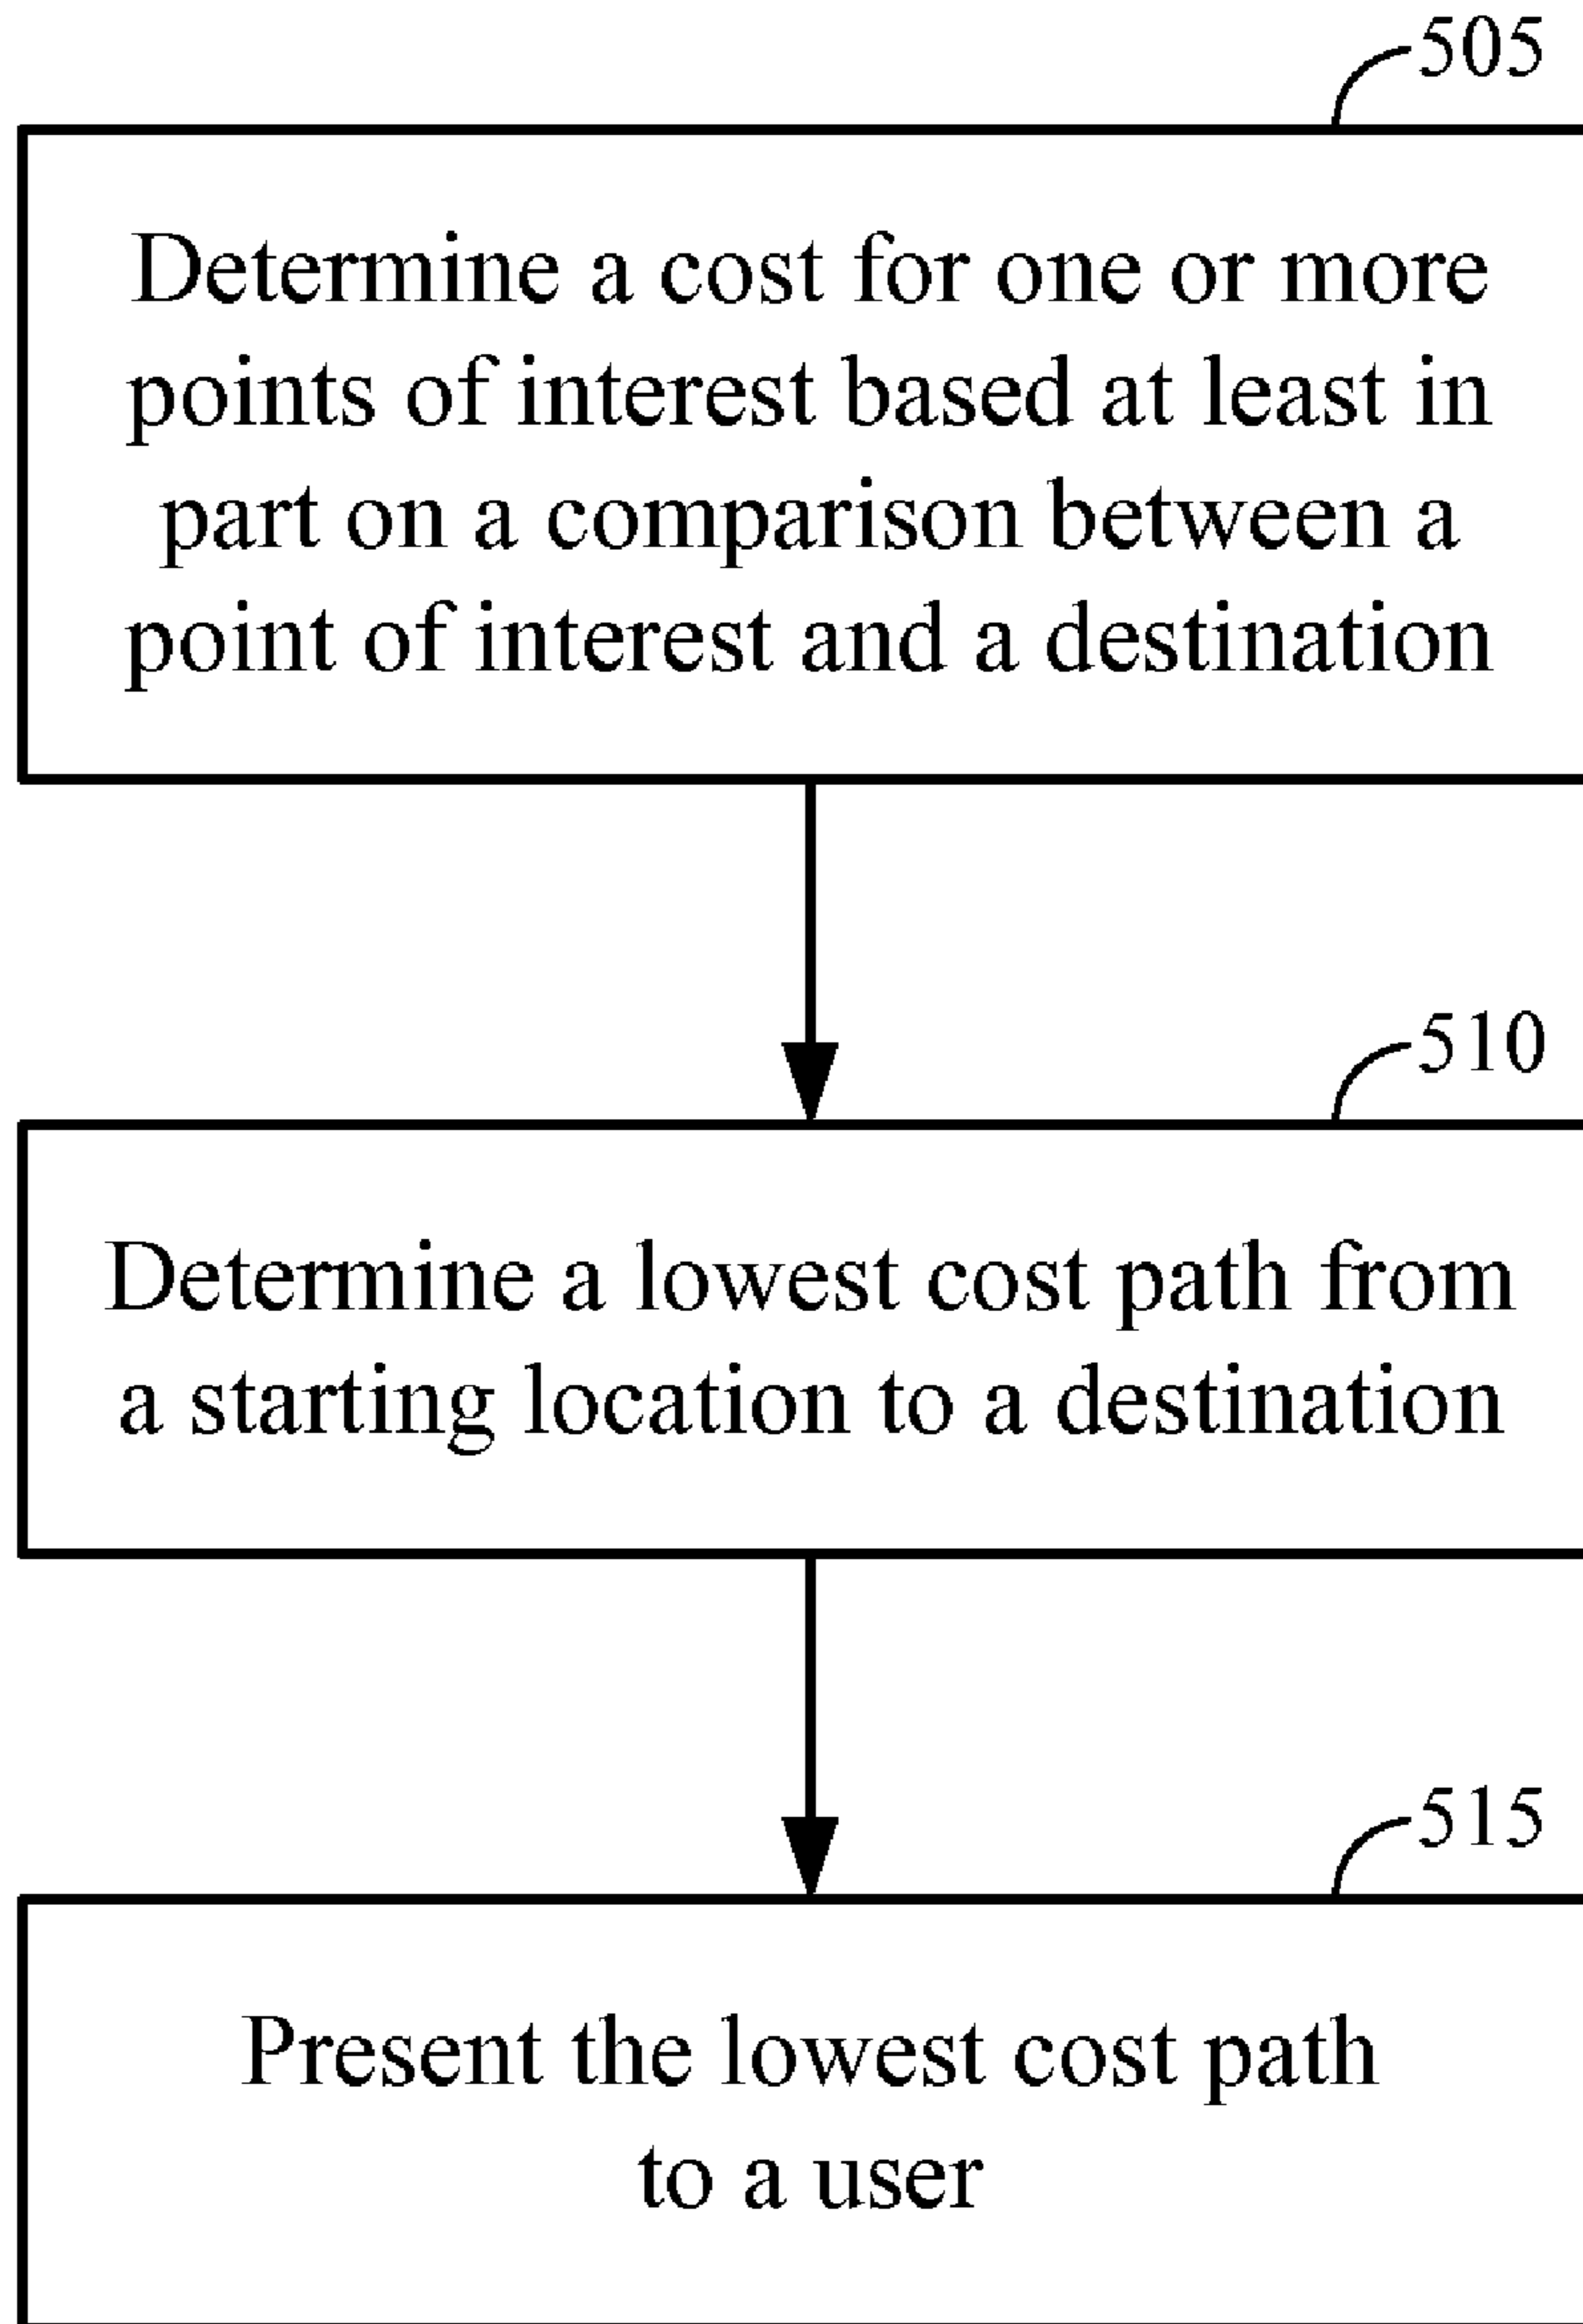 505
Determine a cost for one or more
points of interest based at least in
part on a comparison between a
point of interest and a destination
510
Determine a lowest cost path from
a starting location to a destination
515
Present the lowest cost path
to a user